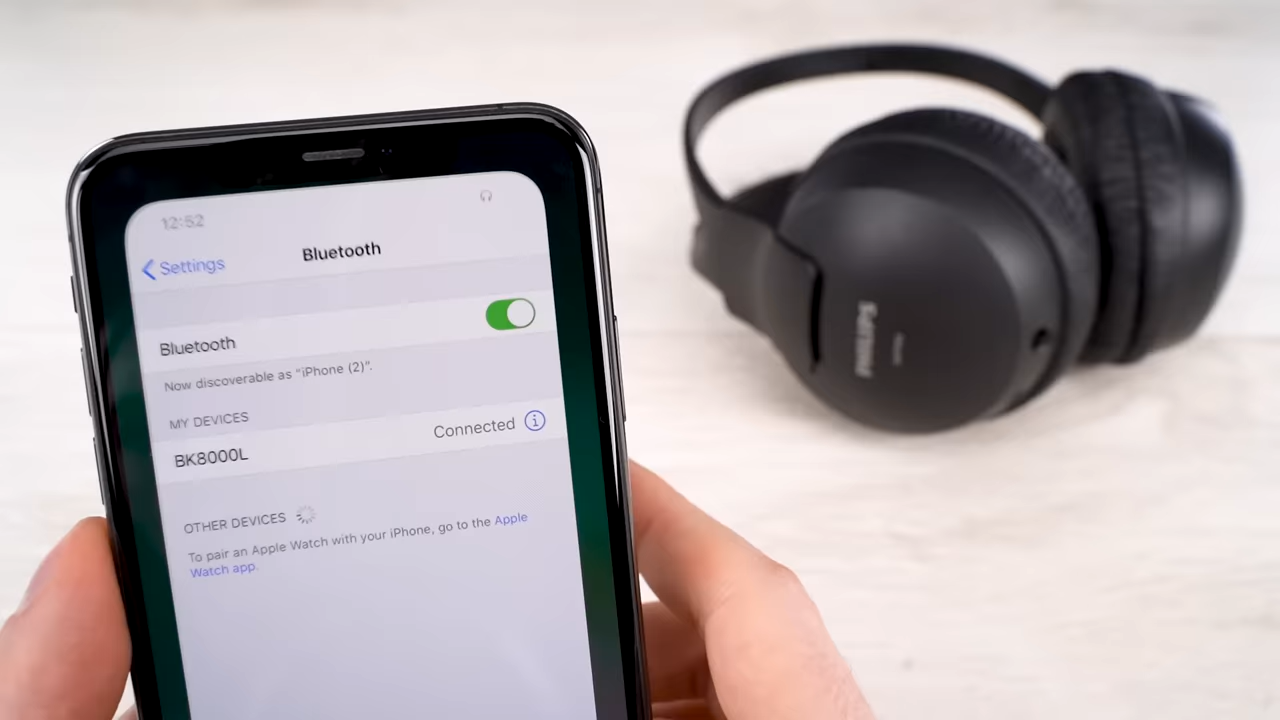 12:52
Settings
Bluetooth
Bluetooth
Now discoverable as “iPhone (2)”.
MY DEVICES
BK8000L
Connected
OTHER DEVICES
To pair an Apple Watch with your iPhone, go to the Apple
Watch app.
PHILIPS